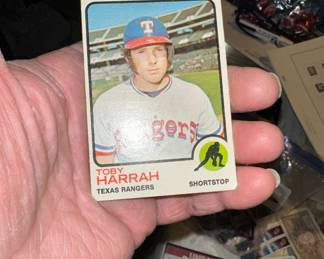 T
Rangers
TOBY
HARRAH
TEXAS RANGERS
SHORTSTOP